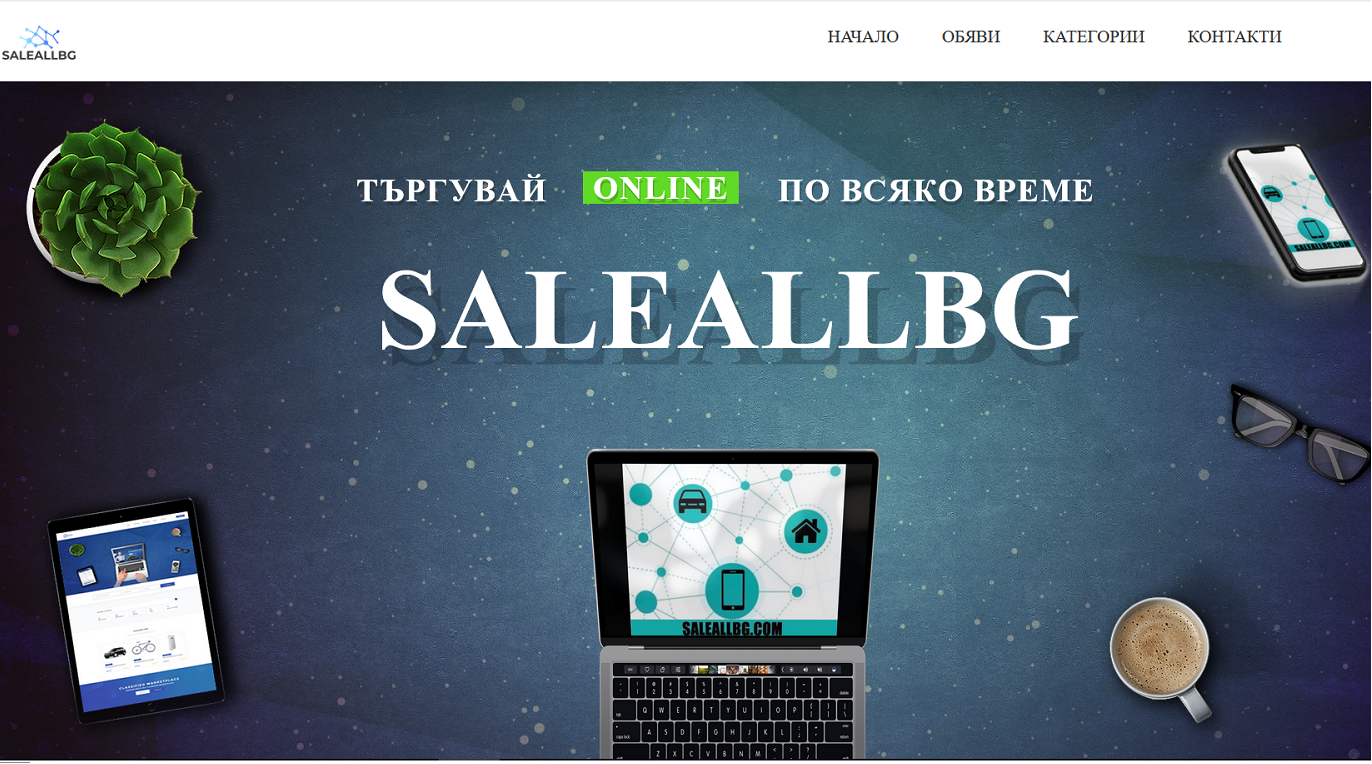 SALEALLBG
НАЧАЛО ОБЯВИ КАТЕГОРИИ КОНТАКТИ
ТЪРГУВАЙ ONLINE ПО ВСЯКО ВРЕМЕ
SALEALLBG
SALEALLBG.COM
SALEALLBG.COM
CLASSIFIED MARKETPLACE